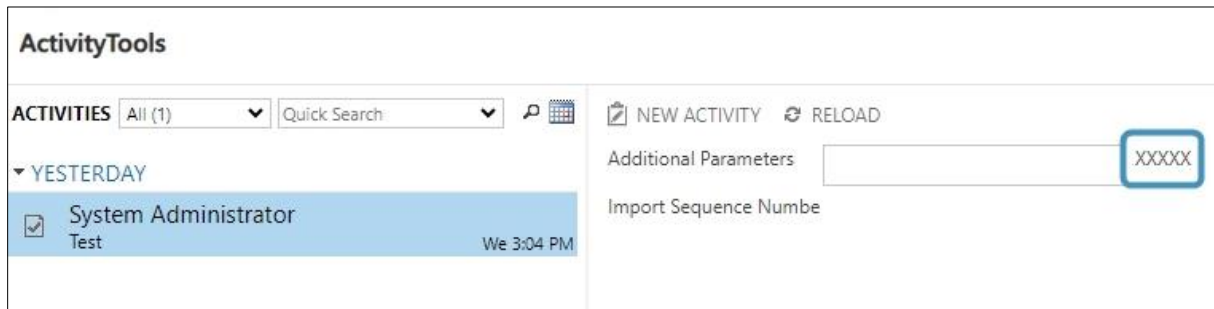 ActivityTools
ACTIVITIES All (1) Quick Search
NEW ACTIVITY RELOAD
Additional Parameters XXXXX
Import Sequence Numbe
YESTERDAY
System Administrator
Test We 3:04 PM